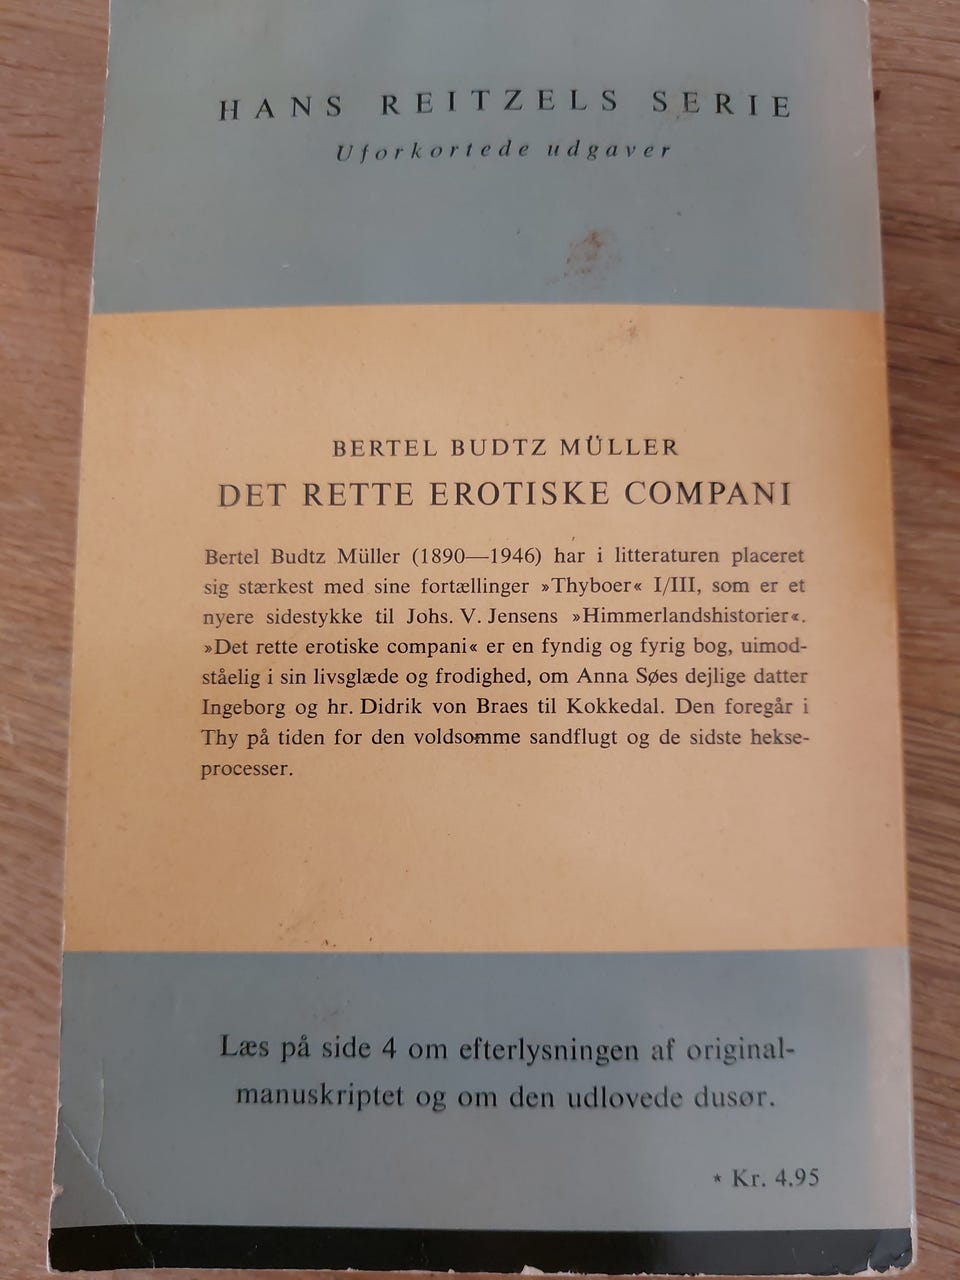 HANS REITZELS SERIE
Uforkortede udgaver
BERTEL BUDTZ MÜLLER
DET RETTE EROTISKE COMPANI
Bertel Budtz Müller (1890—1946) har i litteraturen placeret
sig stærkest med sine fortællinger »Thyboer« I/III, som er et
nyere sidestykke til Johs. V. Jensens »Himmerlandshistorier«.
»Det rette erotiske compani« er en fyndig og fyrig bog, uimod-
ståelig i sin livsglæde og frodighed, om Anna Søes dejlige datter
Ingeborg og hr. Didrik von Braes til Kokkedal. Den foregår i
Thy på tiden for den voldsomme sandflugt og de sidste hekse-
processer.
Læs på side 4 om efterlysningen af original-
manuskriptet og om den udlovede dusør.
* Kr. 4.95